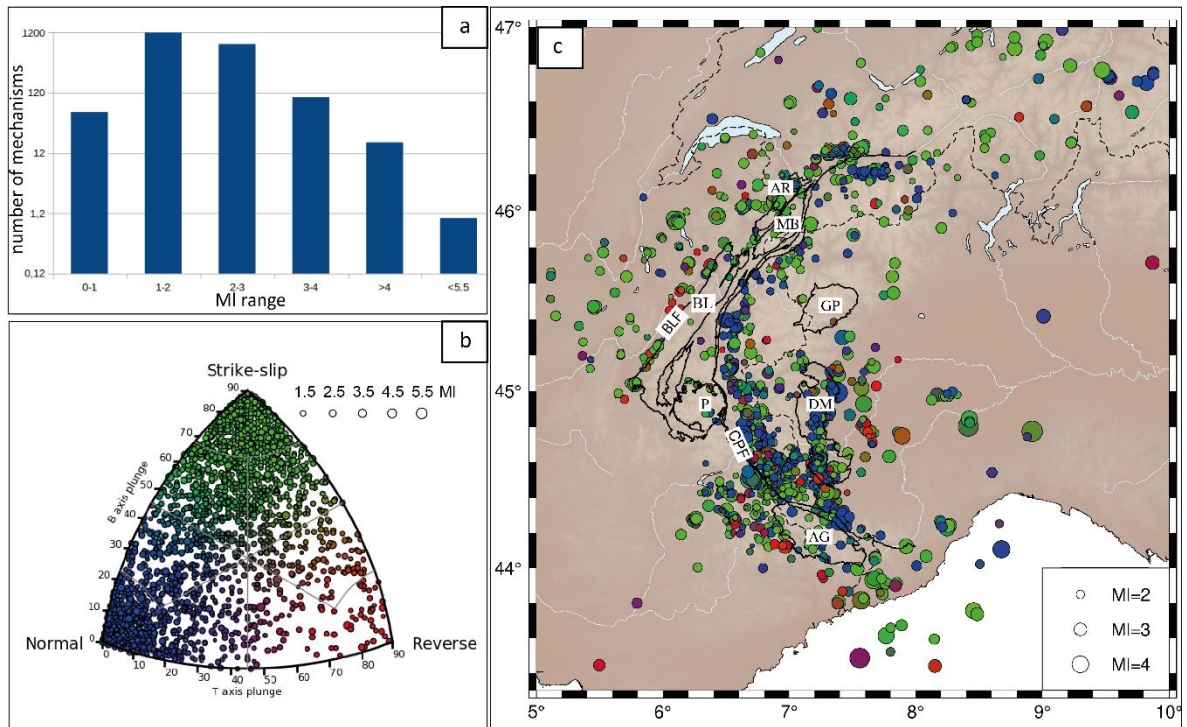 a
1200
120
12
1,2
0,12
number of mechanisms
0-1 1-2 2-3 3-4 >4 <5.5
Ml range
b
Strike-slip
90
80
70
60
50
40
30
20
10
0
B axis plunge
1.5 2.5 3.5 4.5 5.5 Ml
Normal
Reverse
0 10 20 30 40 50 60 70 80 90
T axis plunge
c
47°
46°
45°
44°
AR
MB
BL
BLF
GP
P
DM
CPF
AG
Ml=2
Ml=3
Ml=4
5° 6° 7° 8° 9° 10°